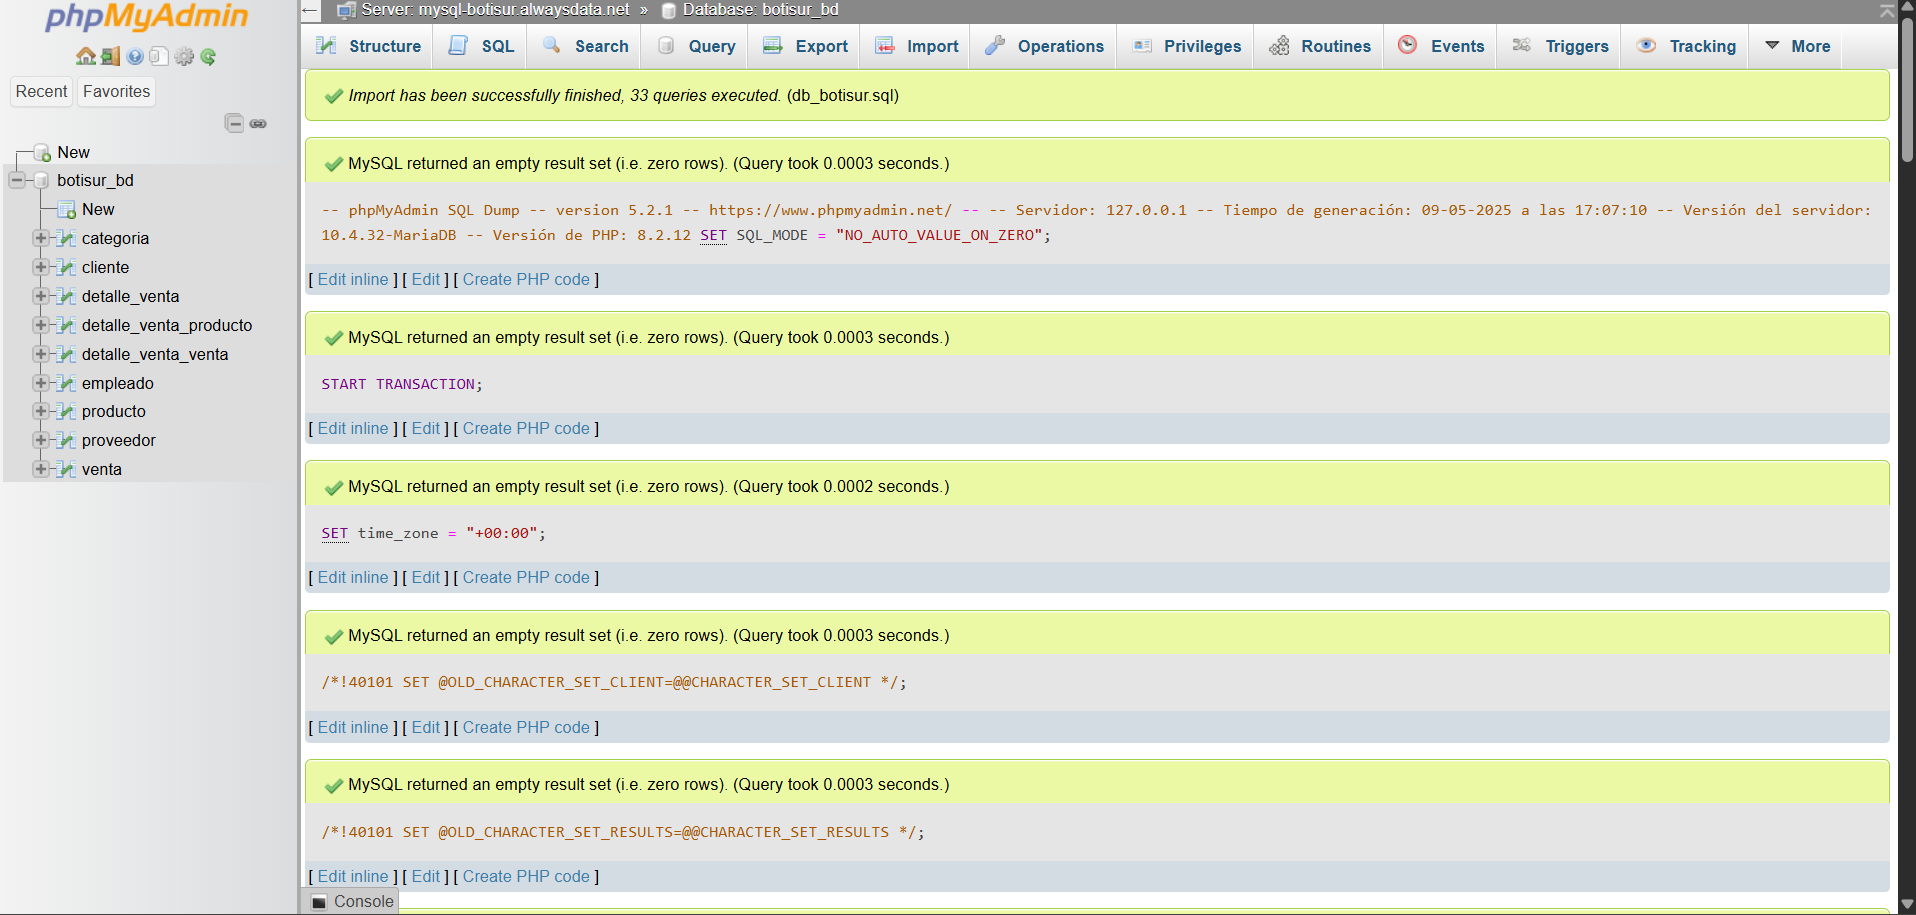 phpMyAdmin
Recent
Favorites
New
botisur_bd
New
categoria
cliente
detalle_venta
detalle_venta_producto
detalle_venta_venta
empleado
producto
proveedor
venta
Server: mysql-botisur.alwaysdata.net » Database: botisur_bd
Structure SQL Search Query Export Import Operations Privileges Routines Events Triggers Tracking More
Import has been successfully finished, 33 queries executed. (db_botisur.sql)
MySQL returned an empty result set (i.e. zero rows). (Query took 0.0003 seconds.)
-- phpMyAdmin SQL Dump -- version 5.2.1 -- https://www.phpmyadmin.net/ -- -- Servidor: 127.0.0.1 -- Tiempo de generación: 09-05-2025 a las 17:07:10 -- Versión del servidor:
10.4.32-MariaDB -- Versión de PHP: 8.2.12 SET SQL_MODE = "NO_AUTO_VALUE_ON_ZERO";
[ Edit inline ] [ Edit ] [ Create PHP code ]
MySQL returned an empty result set (i.e. zero rows). (Query took 0.0003 seconds.)
START TRANSACTION;
[ Edit inline ] [ Edit ] [ Create PHP code ]
MySQL returned an empty result set (i.e. zero rows). (Query took 0.0002 seconds.)
SET time_zone = "+00:00";
[ Edit inline ] [ Edit ] [ Create PHP code ]
MySQL returned an empty result set (i.e. zero rows). (Query took 0.0003 seconds.)
/*!40101 SET @OLD_CHARACTER_SET_CLIENT=@@CHARACTER_SET_CLIENT */;
[ Edit inline ] [ Edit ] [ Create PHP code ]
MySQL returned an empty result set (i.e. zero rows). (Query took 0.0003 seconds.)
/*!40101 SET @OLD_CHARACTER_SET_RESULTS=@@CHARACTER_SET_RESULTS */;
[ Edit inline ] [ Edit ] [ Create PHP code ]
Console